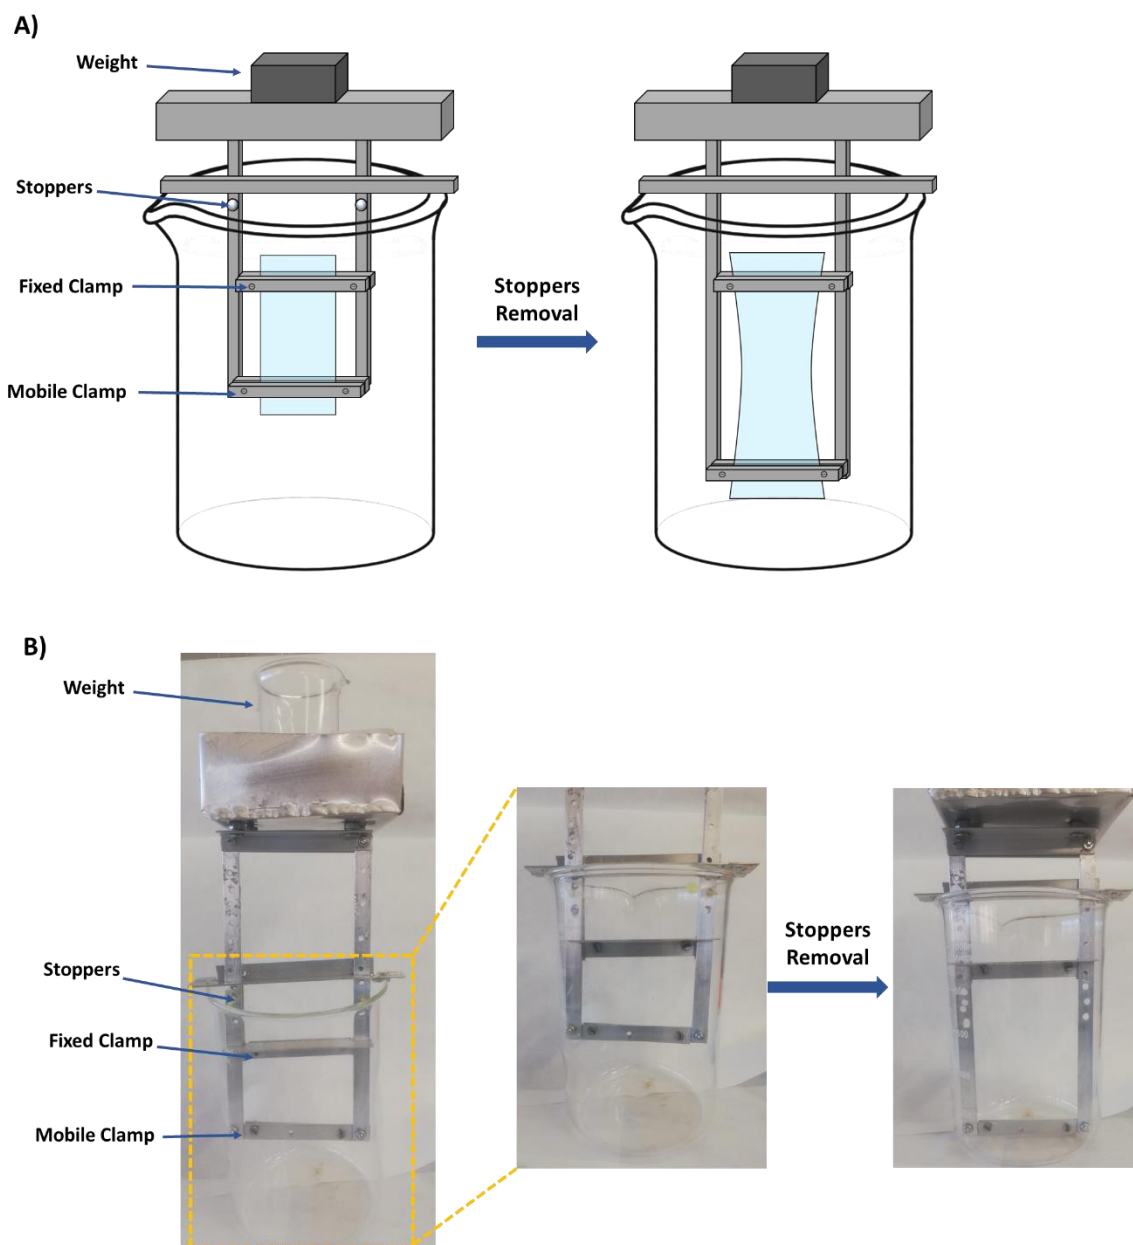 A)
Weight
Stoppers
Fixed Clamp
Mobile Clamp
Stoppers
Removal
B)
Weight
Stoppers
Fixed Clamp
Mobile Clamp
Stoppers
Removal